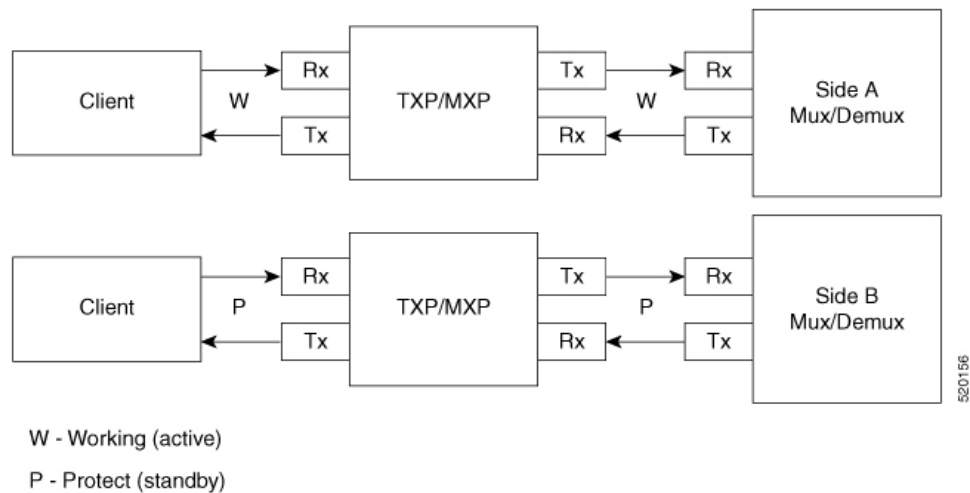 Client
W
Rx
Tx
TXP/MXP
Tx
Rx
W
Rx
Tx
Side A
Mux/Demux
Client
P
Rx
Tx
TXP/MXP
Tx
Rx
P
Rx
Tx
Side B
Mux/Demux
520156
W - Working (active)
P - Protect (standby)